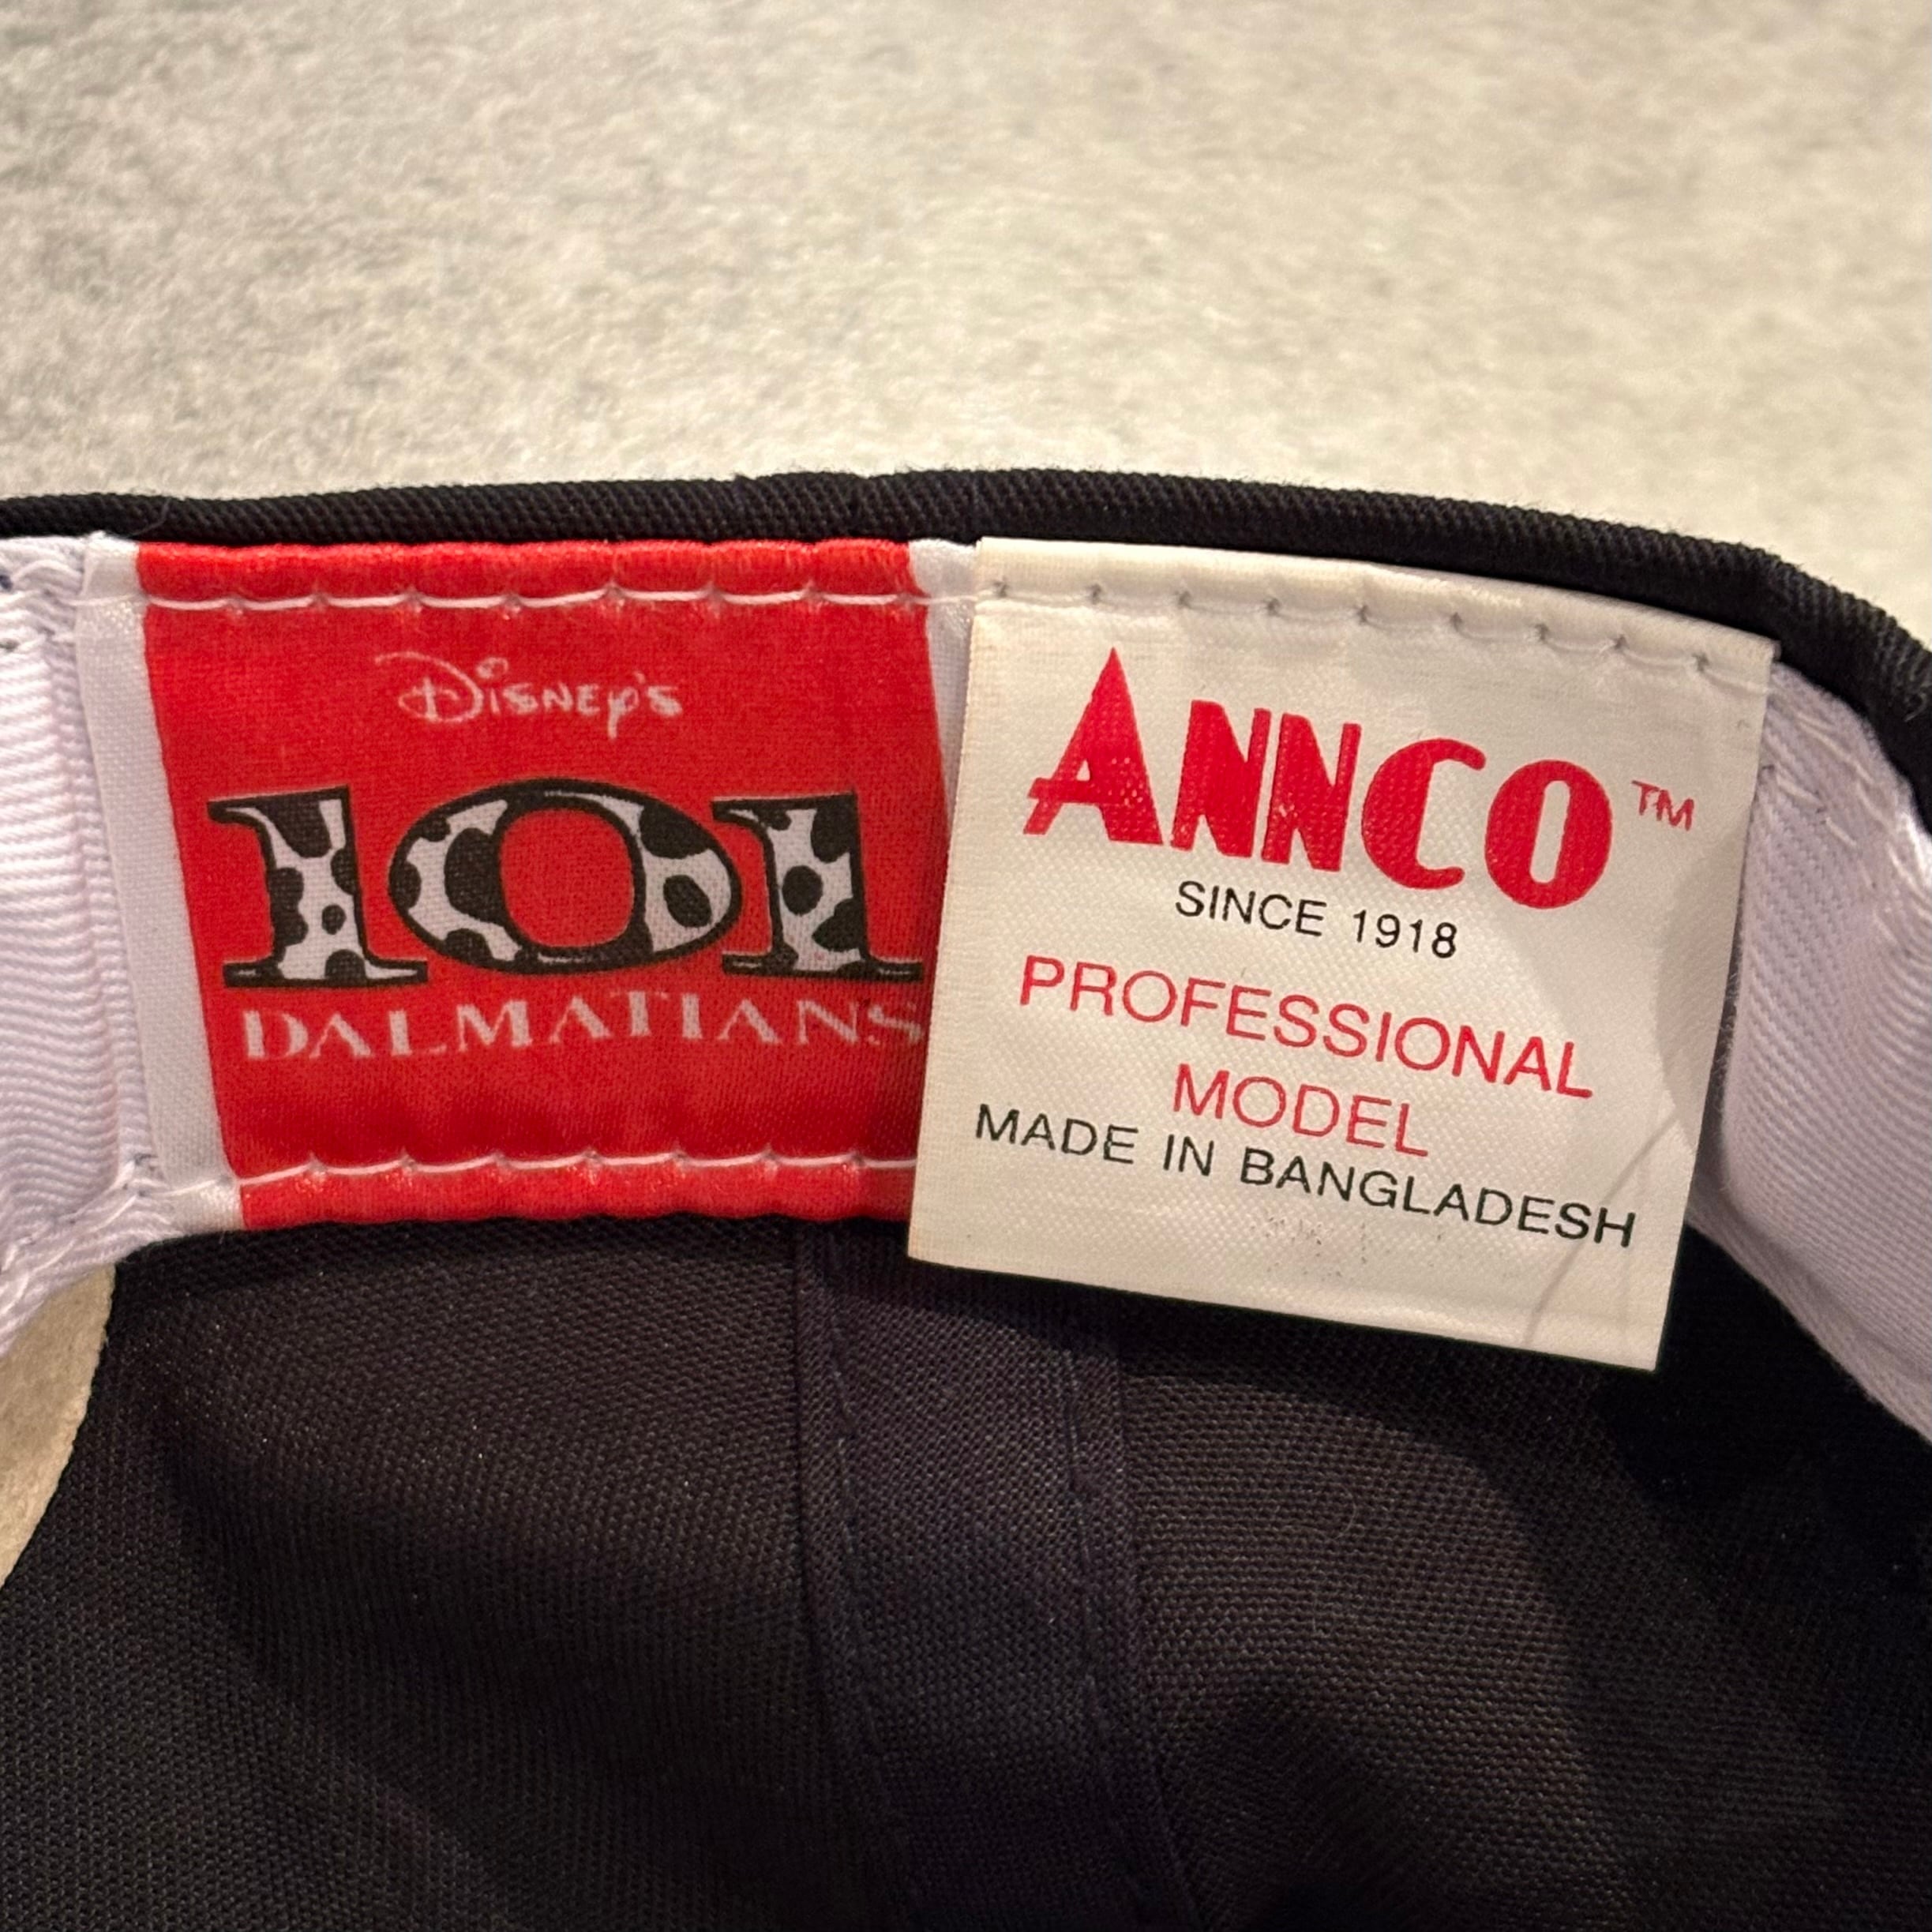 Disney's
101
DALMATIANS
ANNCO™
SINCE 1918
PROFESSIONAL
MODEL
MADE IN BANGLADESH